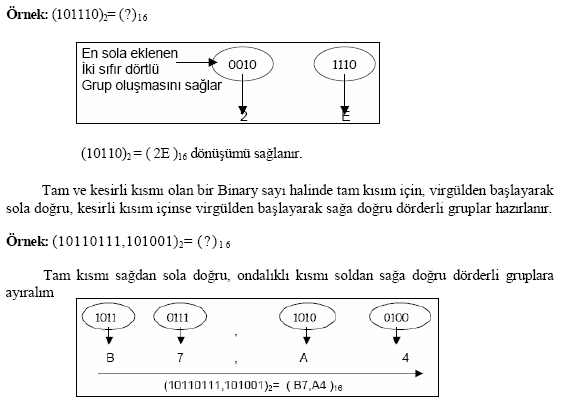 Örnek: (101110)₂= (?)₁₆
En sola eklenen
İki sıfır dörtlü
Grup oluşmasını sağlar
0010 1110
2 E
(10110)₂ = ( 2E )₁₆ dönüşümü sağlanır.
Tam ve kesirli kısmı olan bir Binary sayı halinde tam kısım için, virgülden başlayarak
sola doğru, kesirli kısım içinse virgülden başlayarak sağa doğru dörderli gruplar hazırlanır.
Örnek: (10110111,101001)₂= (?)₁₆
Tam kısmı sağdan sola doğru, ondalıklı kısmı soldan sağa doğru dörderli gruplara
ayıralım
1011 0111 , 1010 0100
B 7 , A 4
(10110111,101001)₂= ( B7,A4 )₁₆